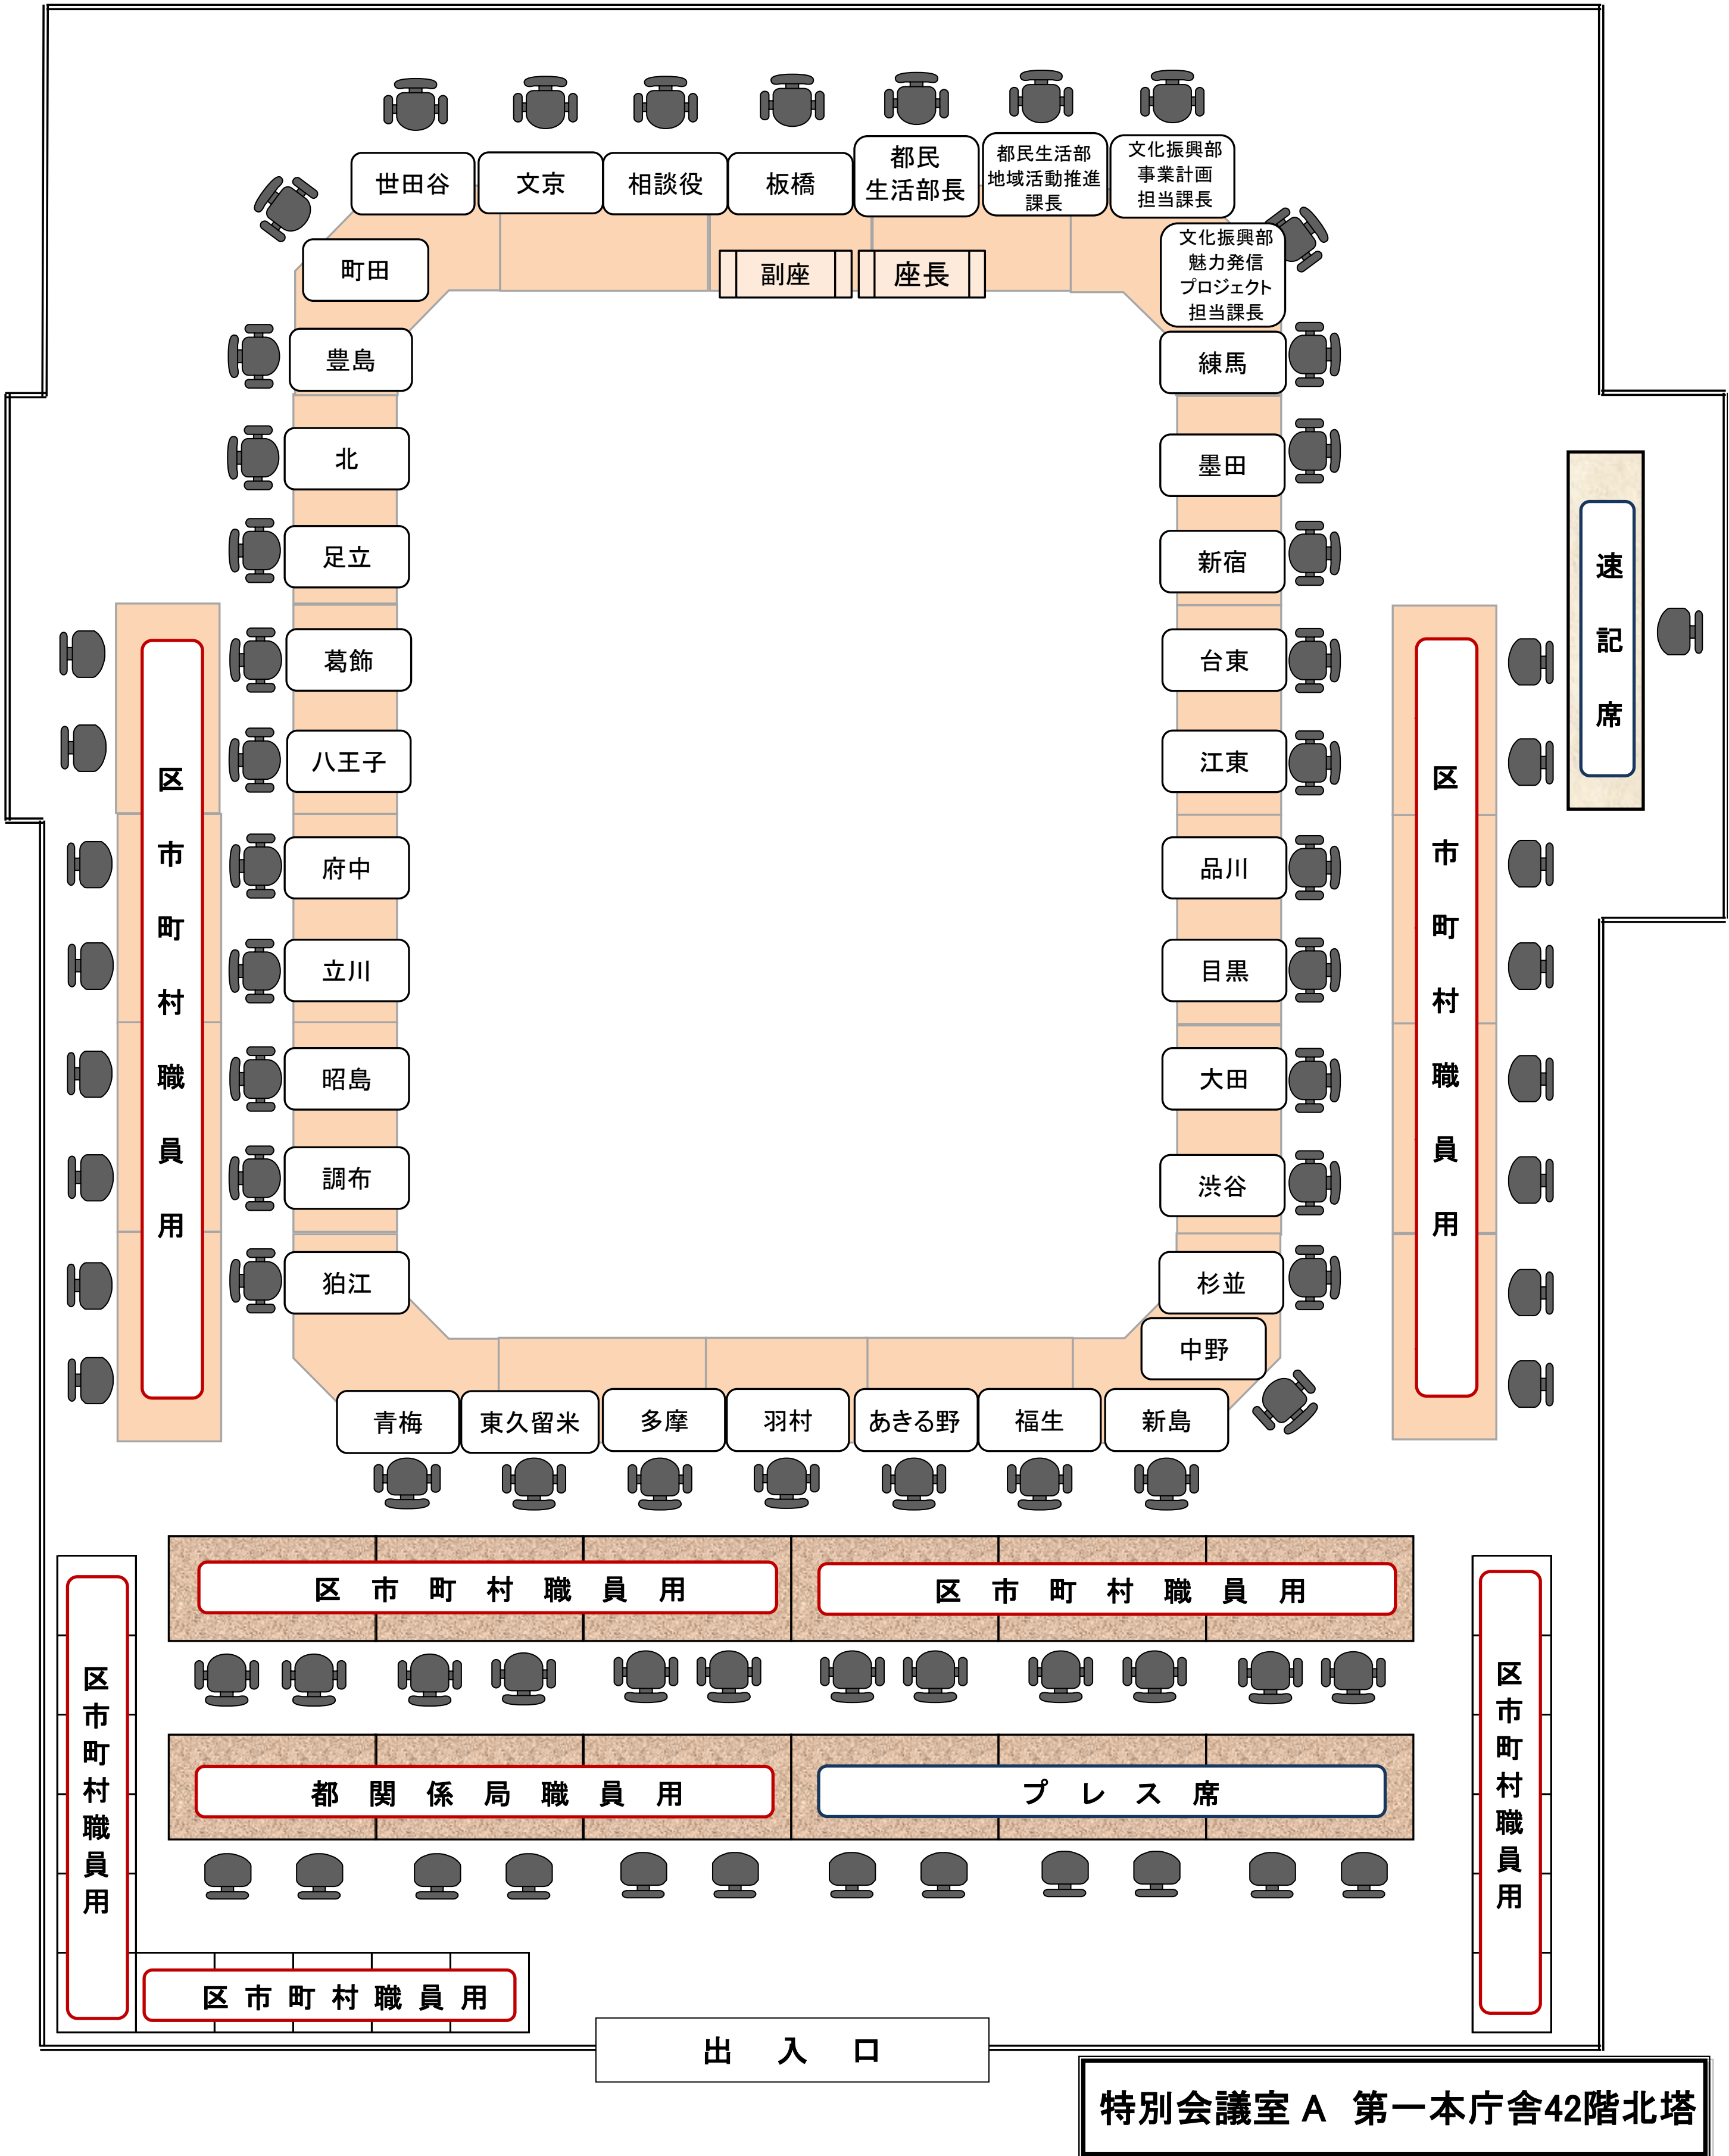 世田谷
文京
相談役
板橋
都民
生活部長
都民生活部
地域活動推進
課長
文化振興部
事業計画
担当課長
町田
副座
座長
文化振興部
魅力発信
プロジェクト
担当課長
豊島
練馬
北
墨田
足立
新宿
葛飾
台東
八王子
江東
府中
品川
立川
目黒
昭島
大田
調布
渋谷
狛江
杉並
中野
区市町村職員用
区市町村職員用
速記席
青梅
東久留米
多摩
羽村
あきる野
福生
新島
区市町村職員用
区市町村職員用
区市町村職員用
区市町村職員用
都関係局職員用
プレス席
区市町村職員用
出入口
特別会議室A 第一本庁舎42階北塔